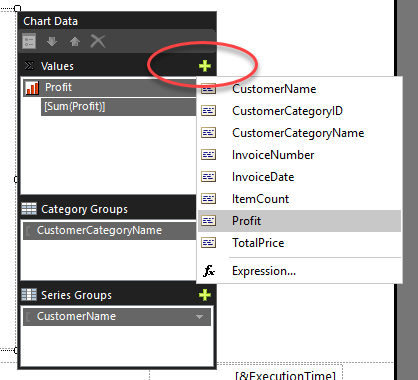 Chart Data
Values
Profit
[Sum(Profit)]
CustomerName
CustomerCategoryID
CustomerCategoryName
InvoiceNumber
InvoiceDate
ItemCount
Profit
TotalPrice
fx Expression...
Category Groups
CustomerCategoryName
Series Groups
CustomerName
[&ExecutionTime]